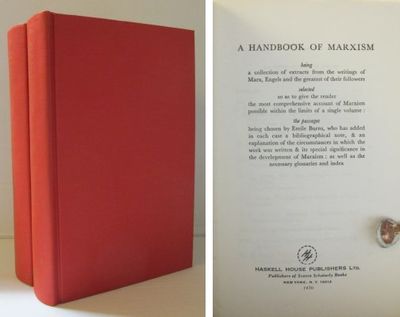 A HANDBOOK OF MARXISM
being
a collection of extracts from the writings of
Marx, Engels and the greatest of their followers
selected
so as to give the reader
the most comprehensive account of Marxism
possible within the limits of a single volume :
the passages
being chosen by Emile Burns, who has added
in each case a bibliographical note, & an
explanation of the circumstances in which the
work was written & its special significance in
the development of Marxism : as well as the
necessary glossaries and index
HASKELL HOUSE PUBLISHERS LTD.
Publishers of Scarce Scholarly Books
NEW YORK, N. Y. 10012
1970